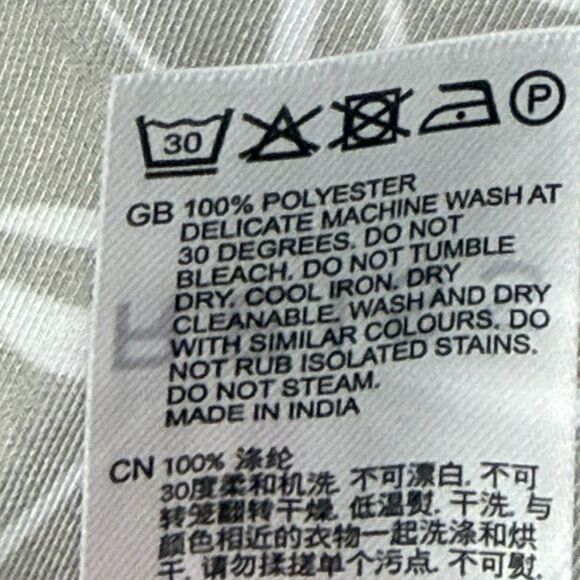 30
P
GB 100% POLYESTER
DELICATE MACHINE WASH AT
30 DEGREES. DO NOT
BLEACH. DO NOT TUMBLE
DRY. COOL IRON. DRY
CLEANABLE. WASH AND DRY
WITH SIMILAR COLOURS. DO
NOT RUB ISOLATED STAINS.
DO NOT STEAM.
MADE IN INDIA
CN 100% 涤纶
30度柔和机洗. 不可漂白. 不可
转笼翻转干燥. 低温熨. 干洗. 与
颜色相近的衣物一起洗涤和烘
干. 请勿揉搓单个污点. 不可熨